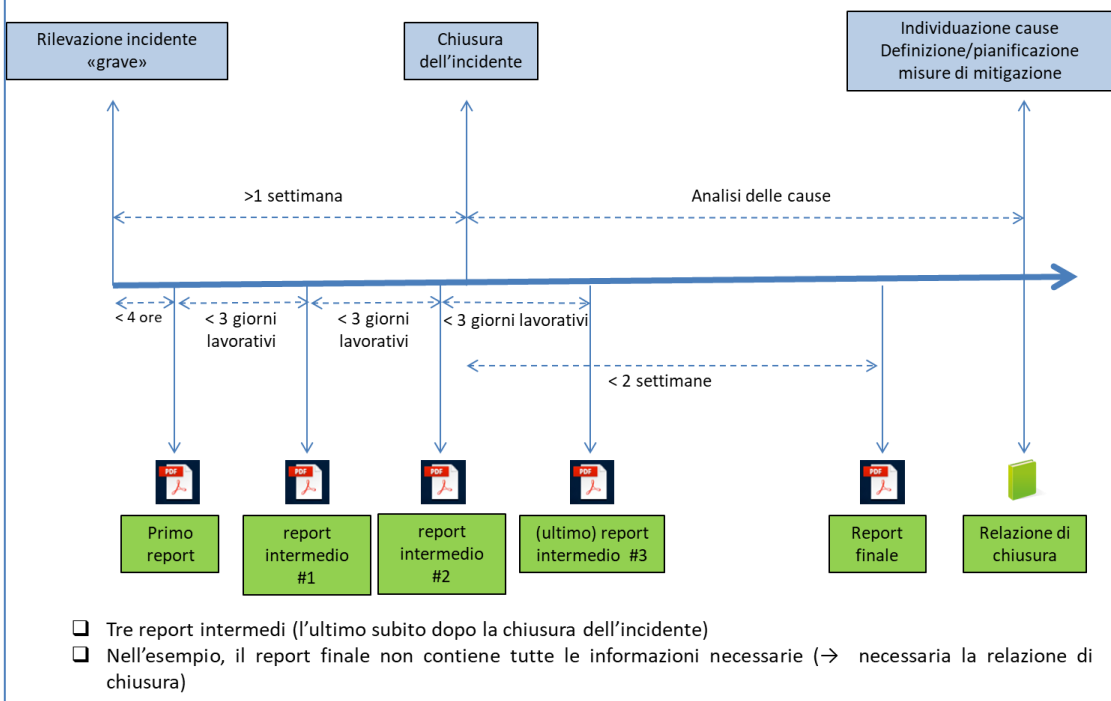 Rilevazione incidente
«grave»
Chiusura
dell'incidente
Individuazione cause
Definizione/pianificazione
misure di mitigazione
>1 settimana
Analisi delle cause
< 4 ore
< 3 giorni
lavorativi
< 3 giorni
lavorativi
< 3 giorni lavorativi
< 2 settimane
PDF
PDF
PDF
PDF
PDF
Primo
report
report
intermedio
#1
report
intermedio
#2
(ultimo) report
intermedio #3
Report
finale
Relazione di
chiusura
❑ Tre report intermedi (l'ultimo subito dopo la chiusura dell'incidente)
❑ Nell'esempio, il report finale non contiene tutte le informazioni necessarie (→ necessaria la relazione di
chiusura)